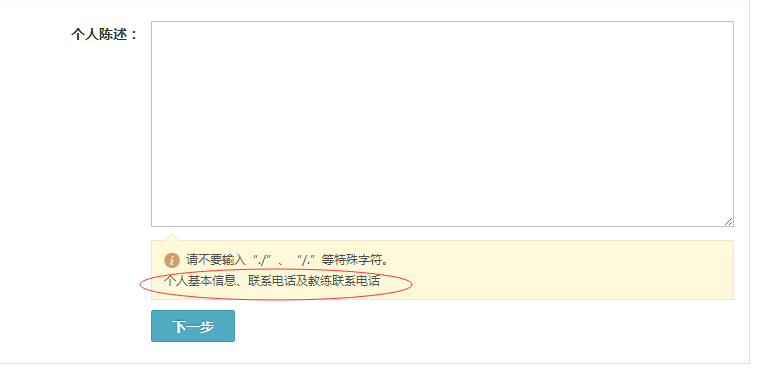 个人陈述：
请不要输入“./”、“/.”等特殊字符。
个人基本信息、联系电话及教练联系电话
下一步